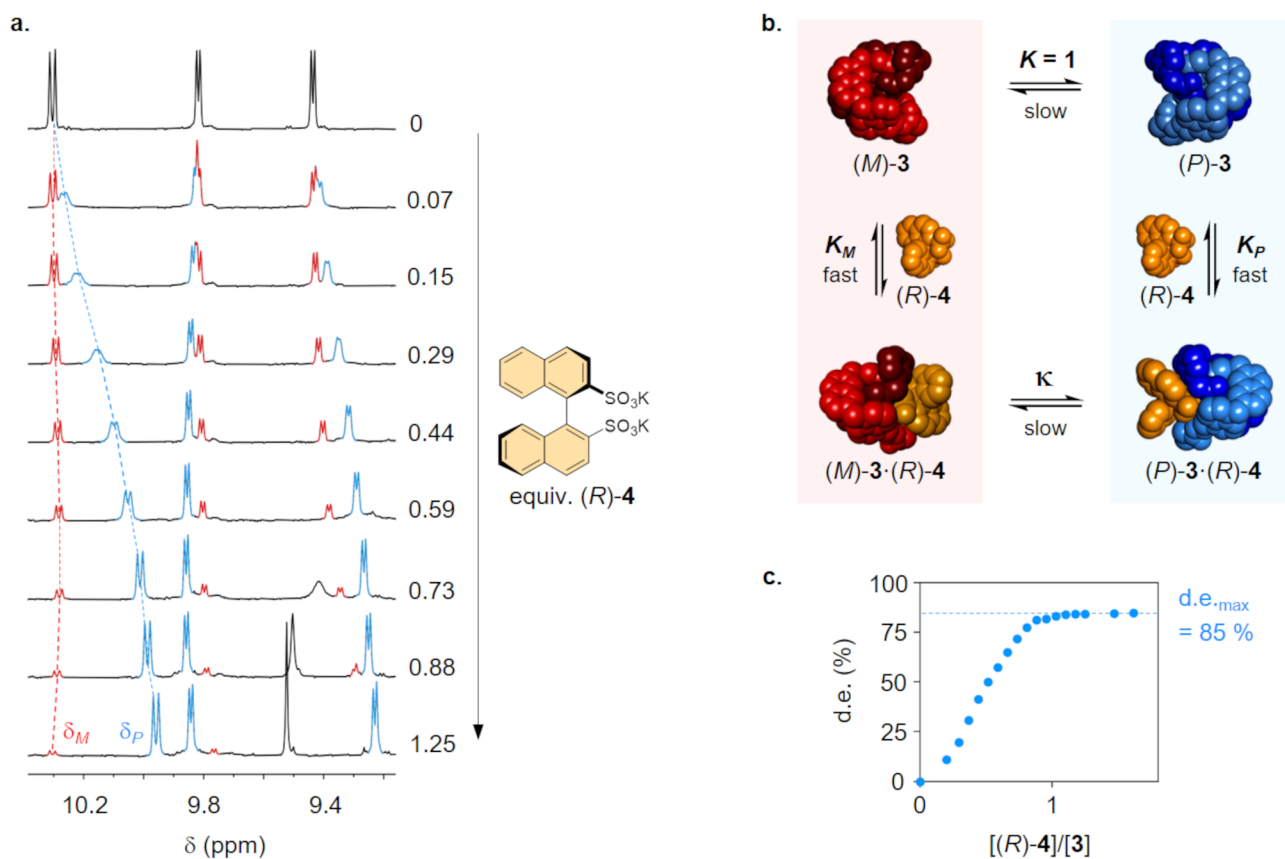 a.
0
0.07
0.15
0.29
0.44
0.59
0.73
0.88
1.25
δM
δP
10.2
9.8
9.4
δ (ppm)
SO3K
SO3K
equiv. (R)-4
b.
K = 1
slow
(M)-3
(P)-3
KM
fast
(R)-4
(R)-4
KP
fast
κ
slow
(M)-3·(R)-4
(P)-3·(R)-4
c.
100
75
50
25
0
d.e. (%)
0
1
[(R)-4]/[3]
d.e.max
= 85 %